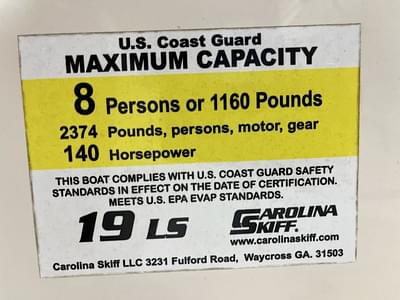 U.S. Coast Guard
MAXIMUM CAPACITY
8 Persons or 1160 Pounds
2374 Pounds, persons, motor, gear
140 Horsepower
THIS BOAT COMPLIES WITH U.S. COAST GUARD SAFETY
STANDARDS IN EFFECT ON THE DATE OF CERTIFICATION.
MEETS U.S. EPA EVAP STANDARDS.
19 LS
CAROLINA
SKIFF.
www.carolinaskiff.com
Carolina Skiff LLC 3231 Fulford Road, Waycross GA. 31503